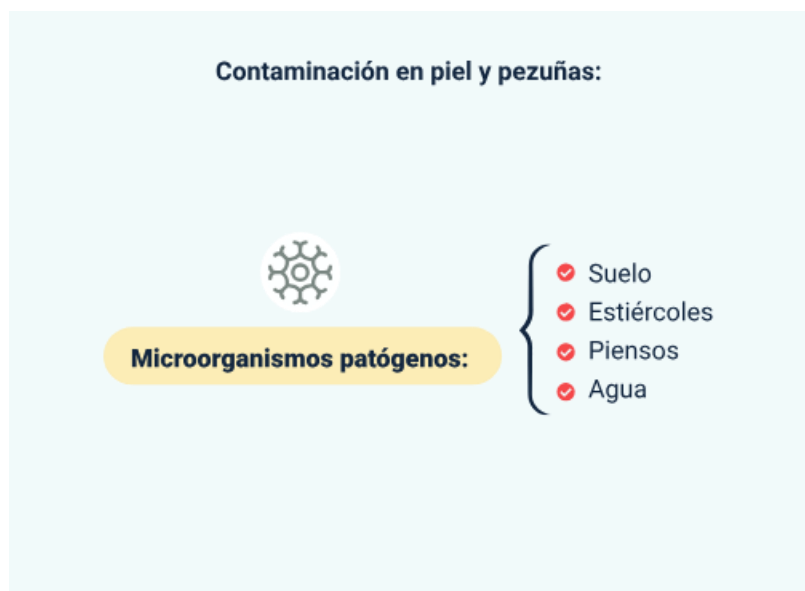 Contaminación en piel y pezuñas:
Microorganismos patógenos:
Suelo
Estiércoles
Piensos
Agua